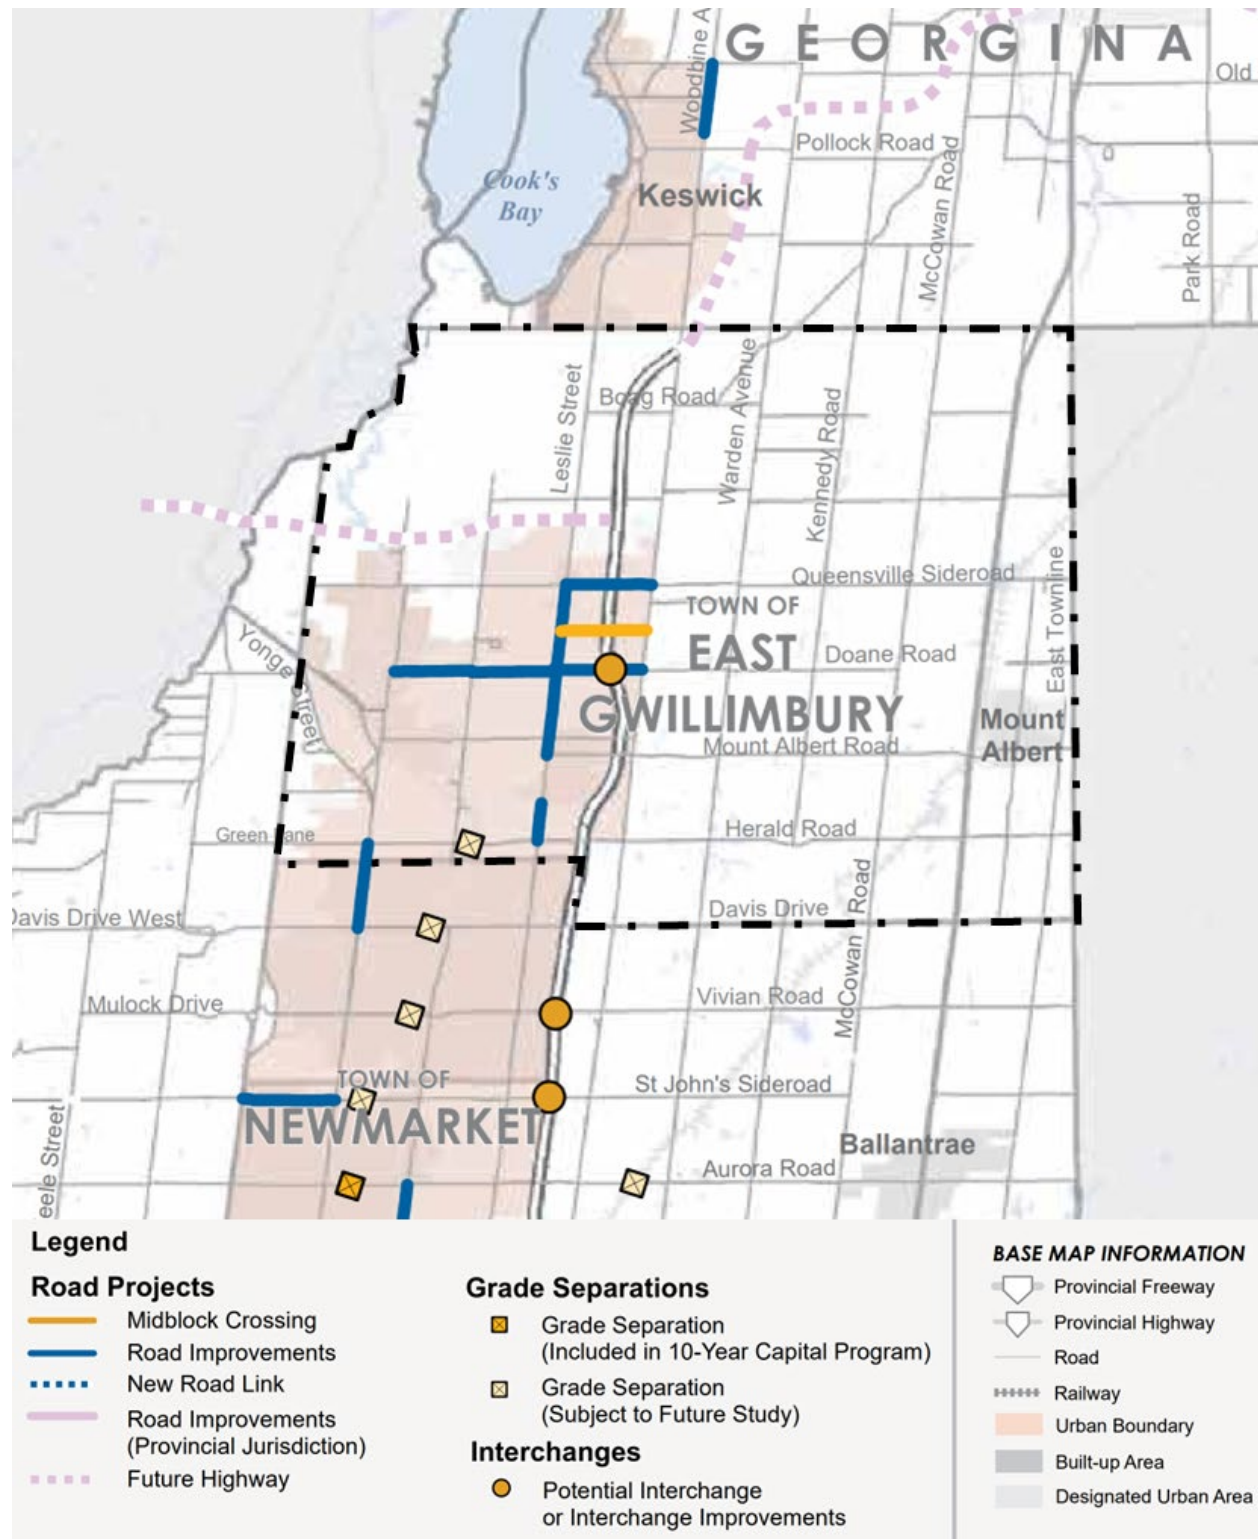 GEORGINA
Woodbine A
Old
Pollock Road
Cook's
Bay
Keswick
McCowan Road
Park Road
Leslie Street
Boag Road
Warden Avenue
Kennedy Road
Queensville Sideroad
East Townline
TOWN OF
EAST
GWILLIMBURY
Yonge Street
Doane Road
Mount
Albert
Mount Albert Road
Green Lane
Herald Road
Davis Drive West
Davis Drive
McCowan Road
Mulock Drive
Vivian Road
TOWN OF
NEWMARKET
St John's Sideroad
eele Street
Ballantrae
Aurora Road
Legend
Road Projects
Midblock Crossing
Road Improvements
New Road Link
Road Improvements
(Provincial Jurisdiction)
Future Highway
Grade Separations
Grade Separation
(Included in 10-Year Capital Program)
Grade Separation
(Subject to Future Study)
Interchanges
Potential Interchange
or Interchange Improvements
BASE MAP INFORMATION
Provincial Freeway
Provincial Highway
Road
Railway
Urban Boundary
Built-up Area
Designated Urban Area